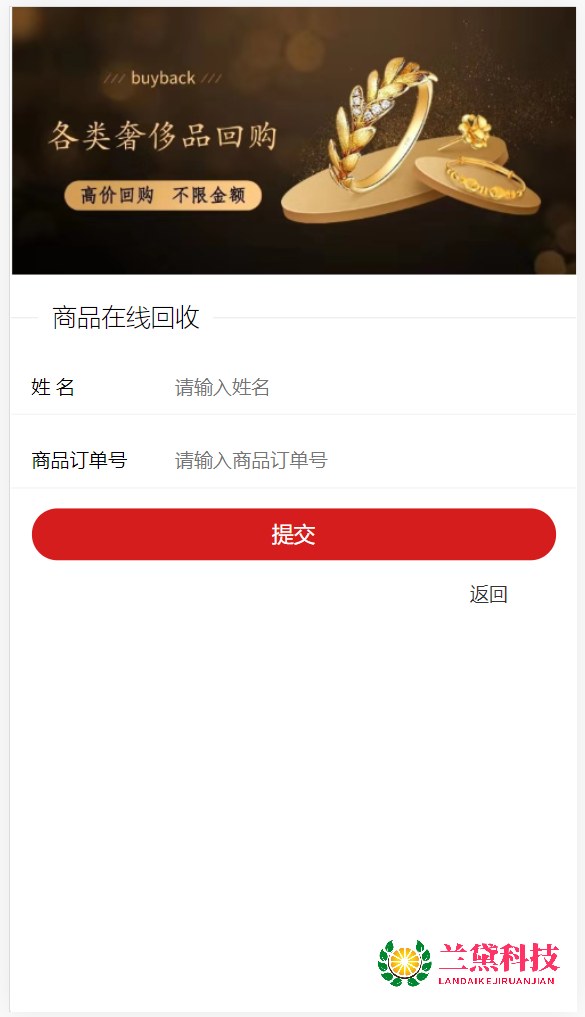 /// buyback ///
各类奢侈品回购
高价回购 不限金额
商品在线回收
姓 名 请输入姓名
商品订单号 请输入商品订单号
提交
返回
兰黛科技
LANDAIKEJIRUANJIAN